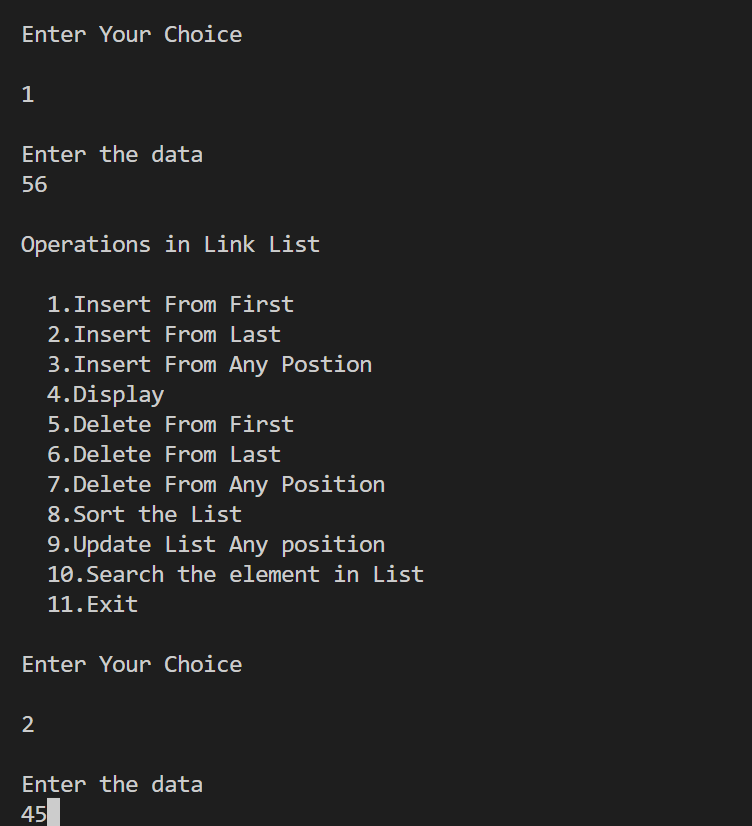 Enter Your Choice
1
Enter the data
56
Operations in Link List
1.Insert From First
2.Insert From Last
3.Insert From Any Postion
4.Display
5.Delete From First
6.Delete From Last
7.Delete From Any Position
8.Sort the List
9.Update List Any position
10.Search the element in List
11.Exit
Enter Your Choice
2
Enter the data
45